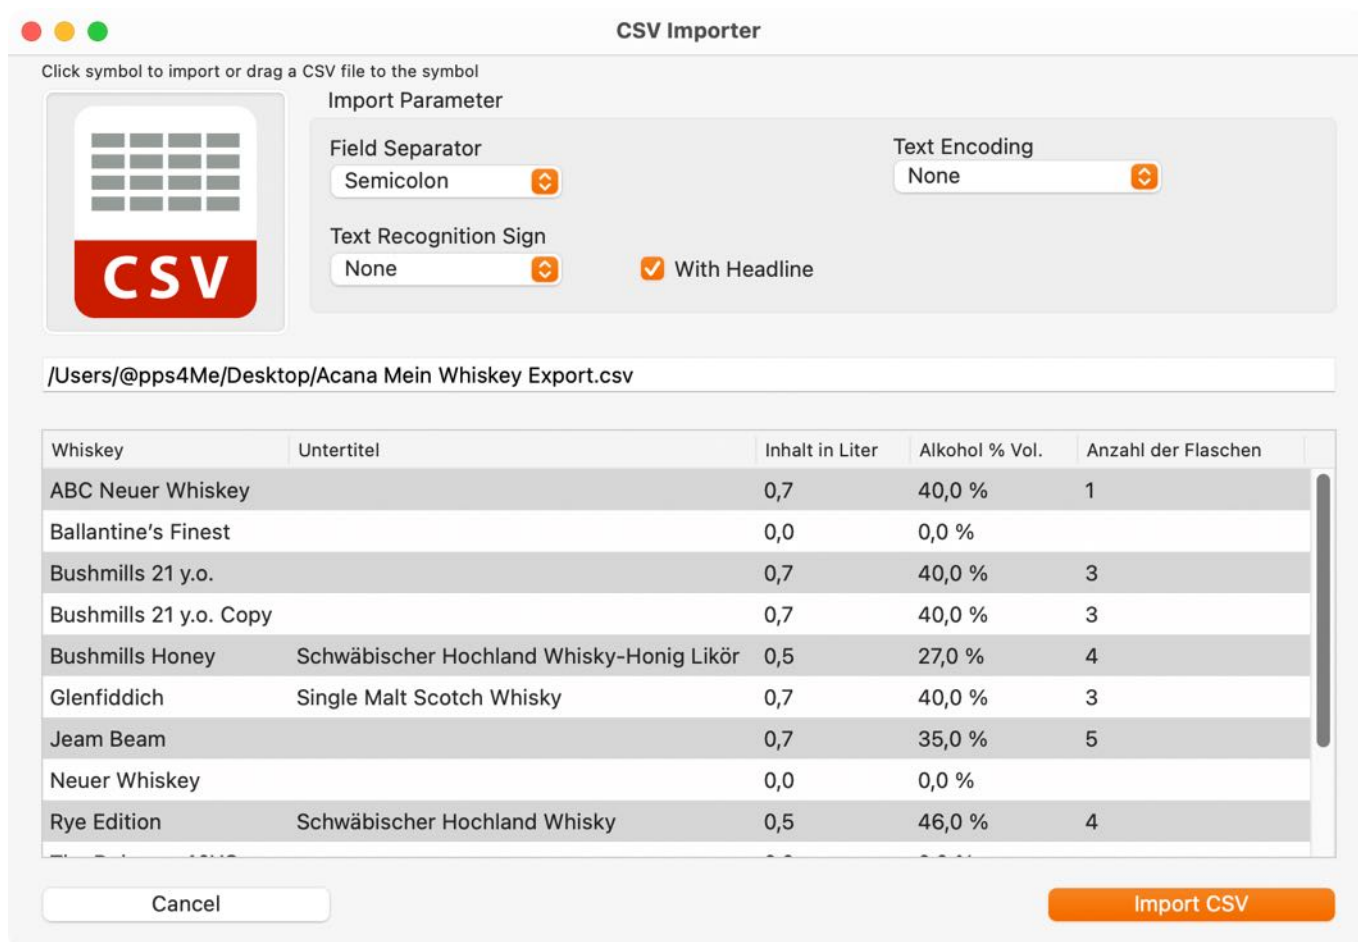 CSV Importer
Click symbol to import or drag a CSV file to the symbol
Import Parameter
Field Separator
Text Encoding
Semicolon
None
Text Recognition Sign
None
With Headline
CSV
/Users/@pps4Me/Desktop/Acana Mein Whiskey Export.csv
Whiskey Untertitel Inhalt in Liter Alkohol % Vol. Anzahl der Flaschen
ABC Neuer Whiskey 0,7 40,0 % 1
Ballantine’s Finest 0,0 0,0 %
Bushmills 21 y.o. 0,7 40,0 % 3
Bushmills 21 y.o. Copy 0,7 40,0 % 3
Bushmills Honey Schwäbischer Hochland Whisky-Honig Likör 0,5 27,0 % 4
Glenfiddich Single Malt Scotch Whisky 0,7 40,0 % 3
Jeam Beam 0,7 35,0 % 5
Neuer Whiskey 0,0 0,0 %
Rye Edition Schwäbischer Hochland Whisky 0,5 46,0 % 4
Cancel
Import CSV